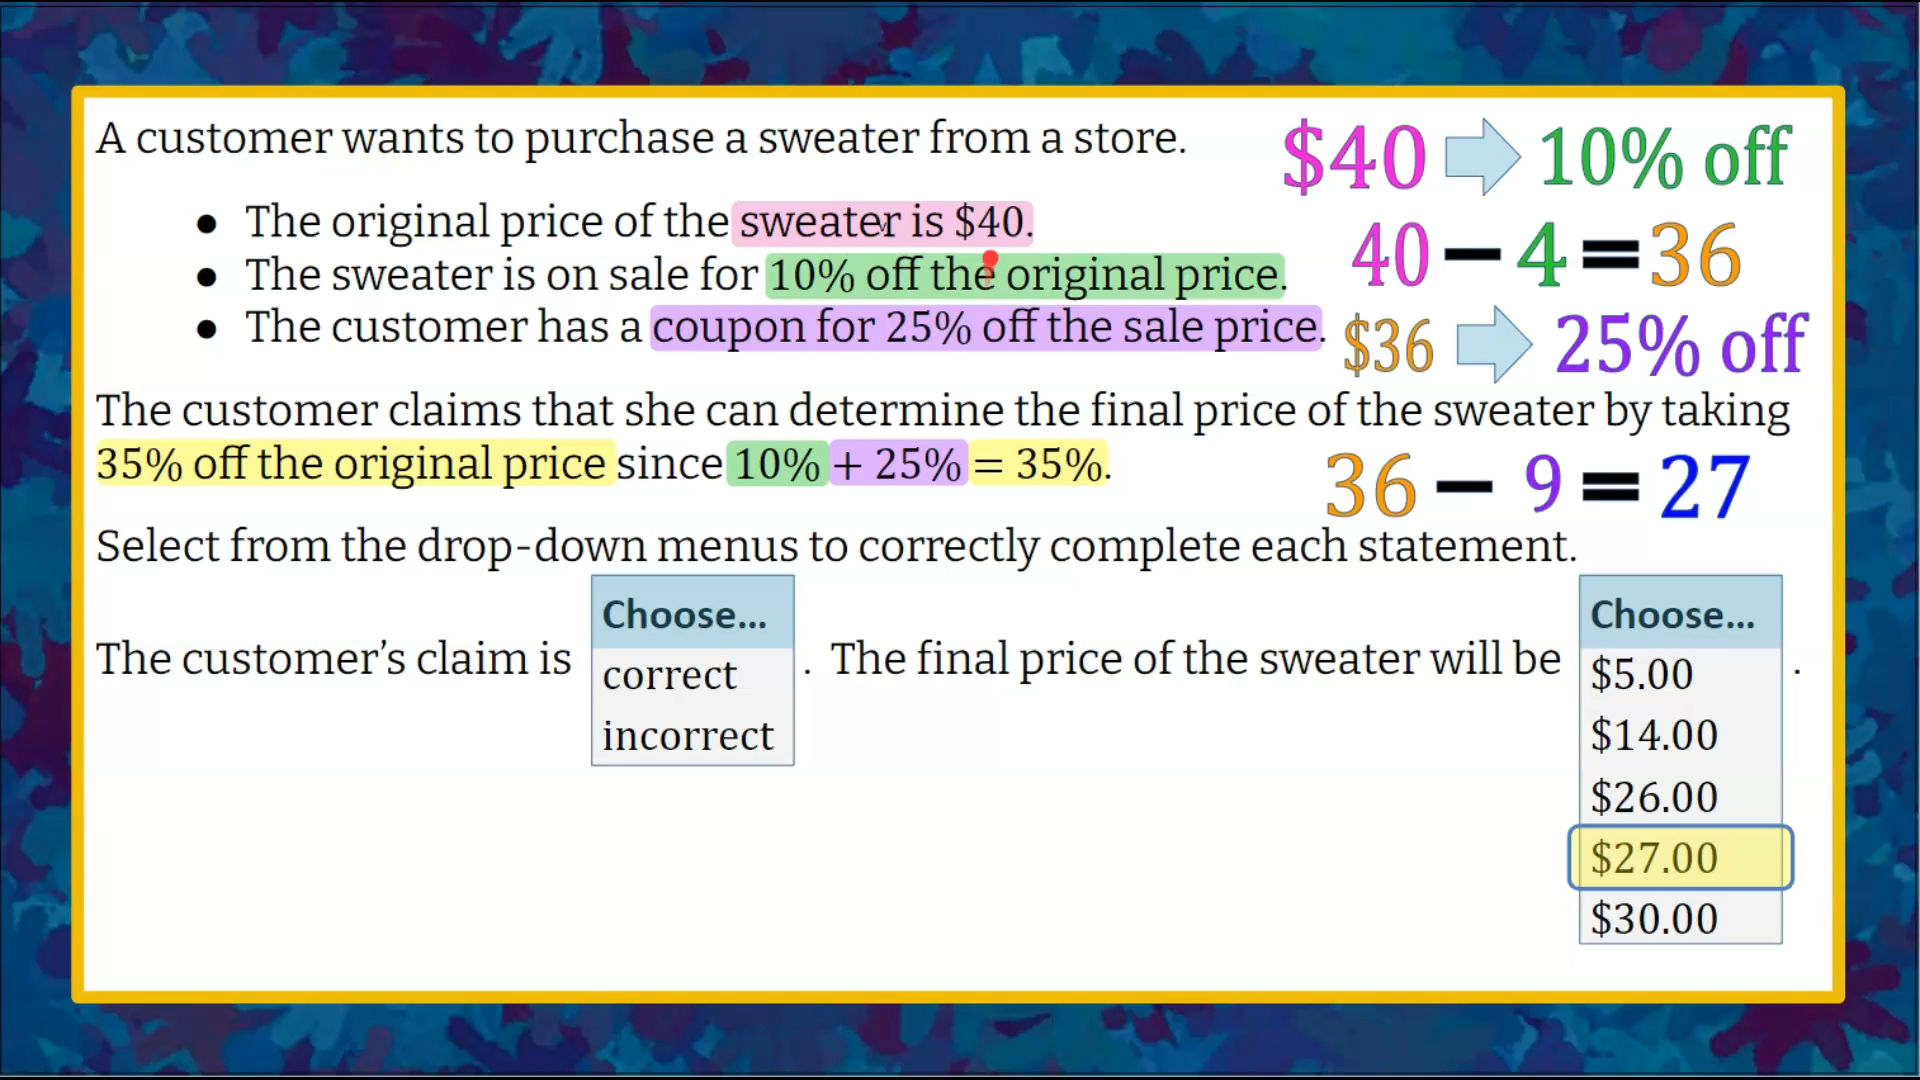 A customer wants to purchase a sweater from a store.
$40 10% off
● The original price of the sweater is $40.
40 − 4 = 36
● The sweater is on sale for 10% off the original price.
● The customer has a coupon for 25% off the sale price.
$36 25% off
The customer claims that she can determine the final price of the sweater by taking
35% off the original price since 10% + 25% = 35%.
36 − 9 = 27
Select from the drop-down menus to correctly complete each statement.
The customer’s claim is
Choose...
correct
incorrect
. The final price of the sweater will be
Choose...
$5.00
$14.00
$26.00
$27.00
$30.00
.